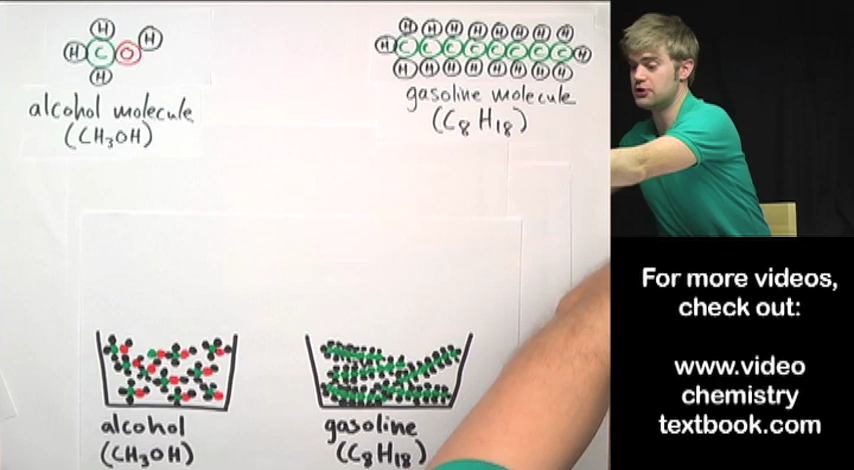 H
H C O H
H
alcohol molecule
(CH₃OH)
H H H H H H H H
H C C C C C C C C H
H H H H H H H H
gasoline molecule
(C₈H₁₈)
alcohol
(CH₃OH)
gasoline
(C₈H₁₈)
For more videos,
check out:
www.video
chemistry
textbook.com